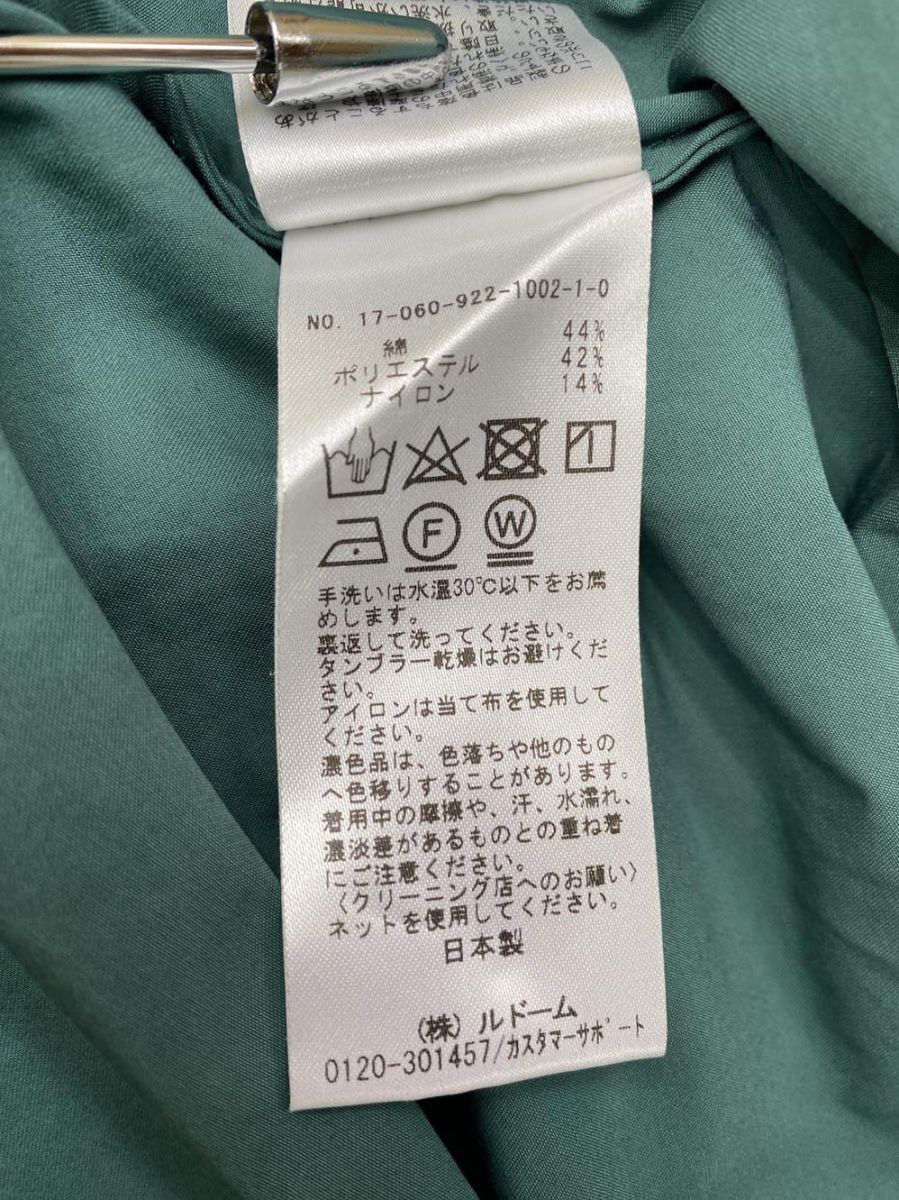 NO. 17-060-922-1002-1-0
綿 44%
ポリエステル 42%
ナイロン 14%
F W
手洗いは水温30℃以下をお薦
めします。
裏返して洗ってください。
タンブラー乾燥はお避けくだ
さい。
アイロンは当て布を使用して
ください。
濃色品は、色落ちや他のもの
へ色移りすることがあります。
着用中の摩擦や、汗、水濡れ、
濃淡差があるものとの重ね着
にご注意ください。
〈クリーニング店へのお願い〉
ネットを使用してください。
日本製
(株) ルドーム
0120-301457/カスタマーサポート